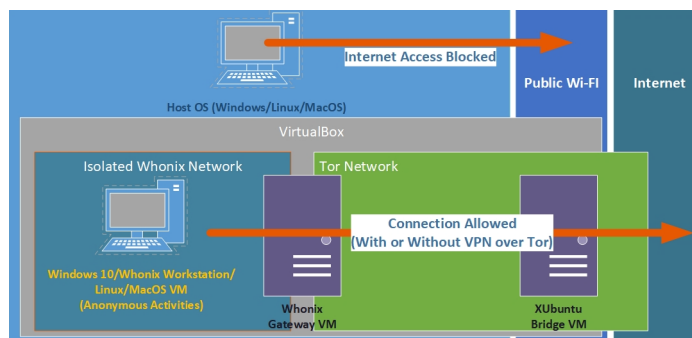 Internet Access Blocked
Public Wi-FI
Internet
Host OS (Windows/Linux/MacOS)
VirtualBox
Isolated Whonix Network
Tor Network
Connection Allowed
(With or Without VPN over Tor)
Windows 10/Whonix Workstation/
Linux/MacOS VM
(Anonymous Activities)
Whonix
Gateway VM
XUbuntu
Bridge VM